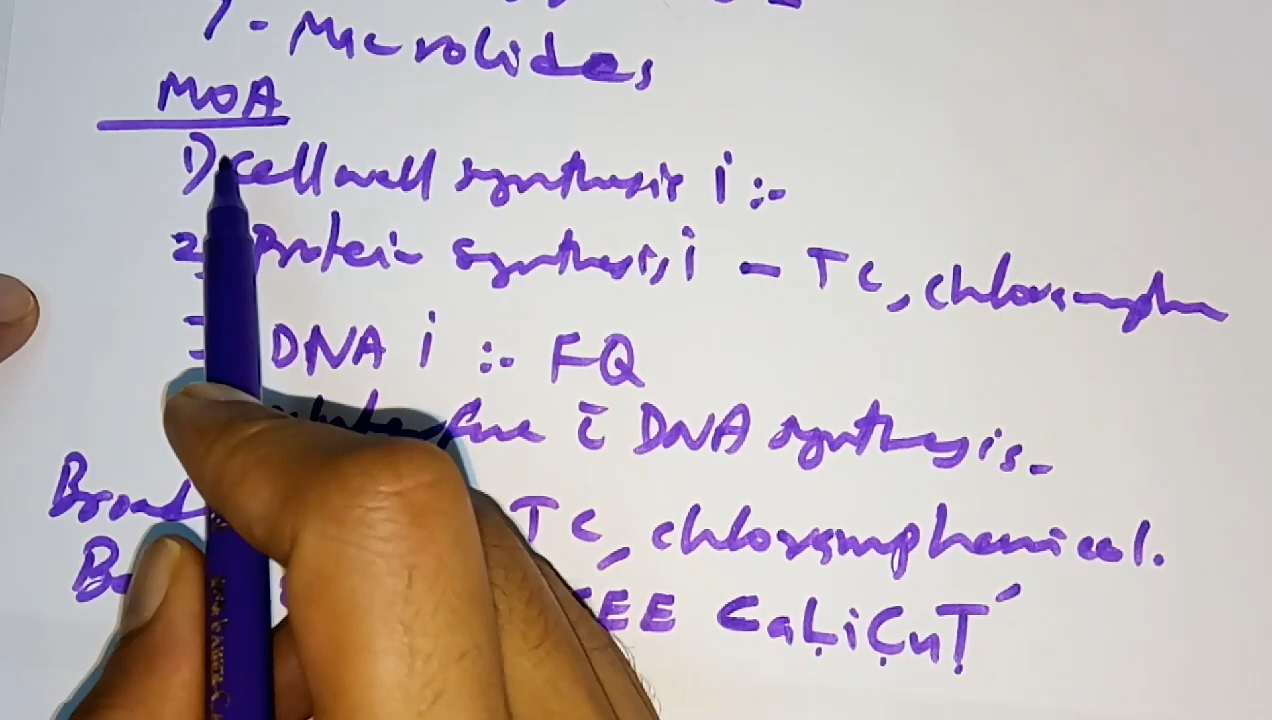 7- Macrolides
MOA
1) cell wall synthesis i :-
2) Protein synthesis i - TC, chloramphe
DNA i :- FQ
Interfere c̄ DNA synthesis.
Broad TC, chloramphenicol.
EE CaLiCuT'